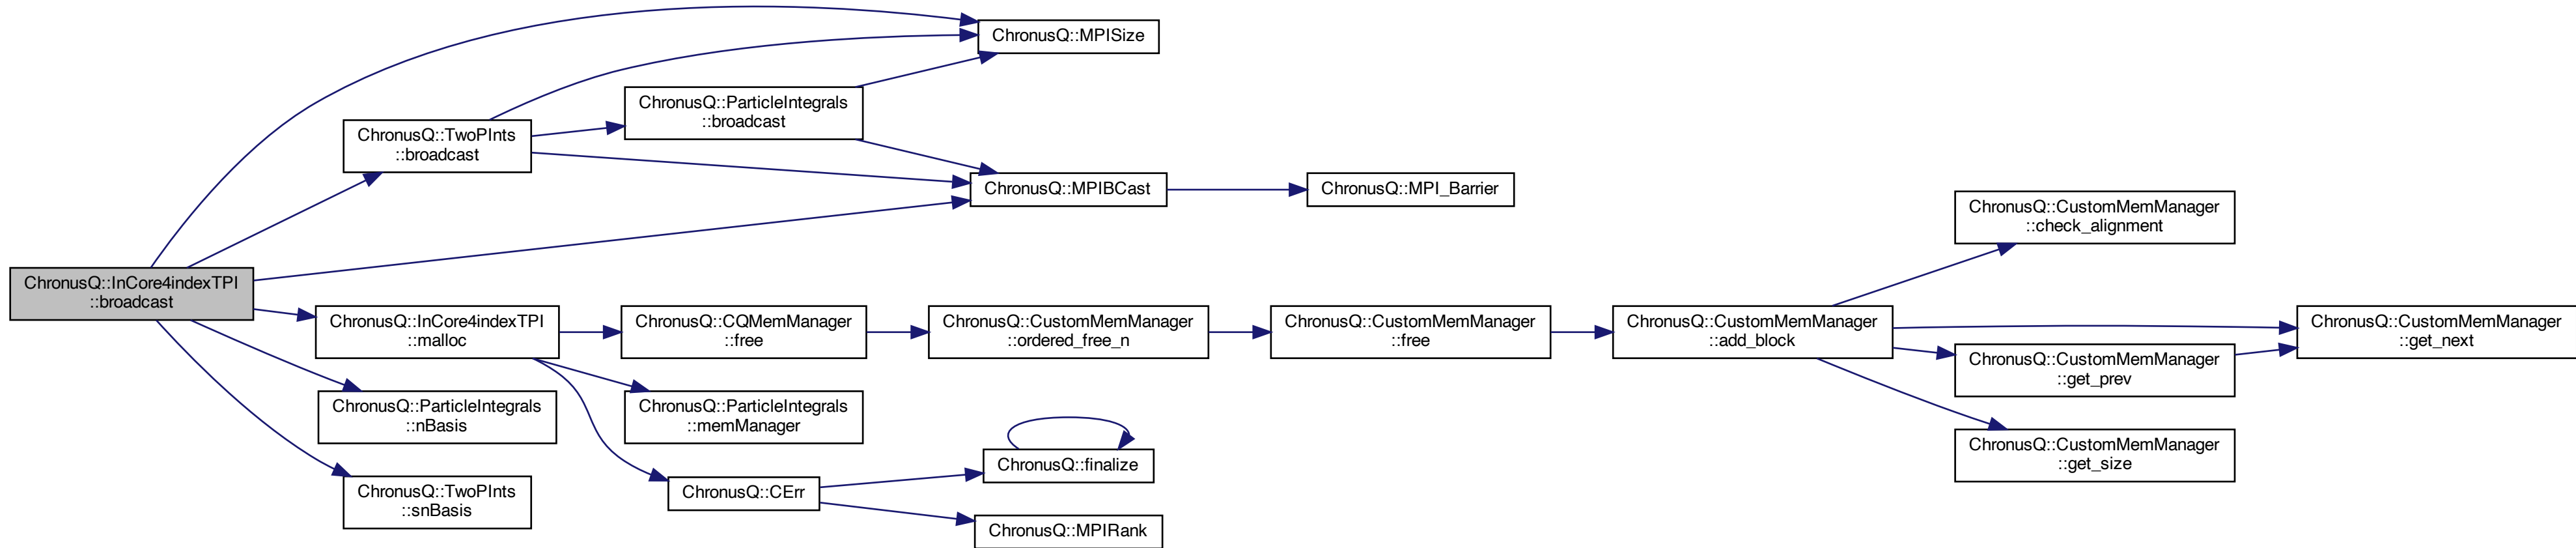 ChronusQ::MPISize
ChronusQ::ParticleIntegrals
::broadcast
ChronusQ::TwoPInts
::broadcast
ChronusQ::MPIBCast
ChronusQ::MPI_Barrier
ChronusQ::CustomMemManager
::check_alignment
ChronusQ::InCore4indexTPI
::broadcast
ChronusQ::InCore4indexTPI
::malloc
ChronusQ::CQMemManager
::free
ChronusQ::CustomMemManager
::ordered_free_n
ChronusQ::CustomMemManager
::free
ChronusQ::CustomMemManager
::add_block
ChronusQ::CustomMemManager
::get_next
ChronusQ::CustomMemManager
::get_prev
ChronusQ::ParticleIntegrals
::nBasis
ChronusQ::ParticleIntegrals
::memManager
ChronusQ::finalize
ChronusQ::CustomMemManager
::get_size
ChronusQ::TwoPInts
::snBasis
ChronusQ::CErr
ChronusQ::MPIRank